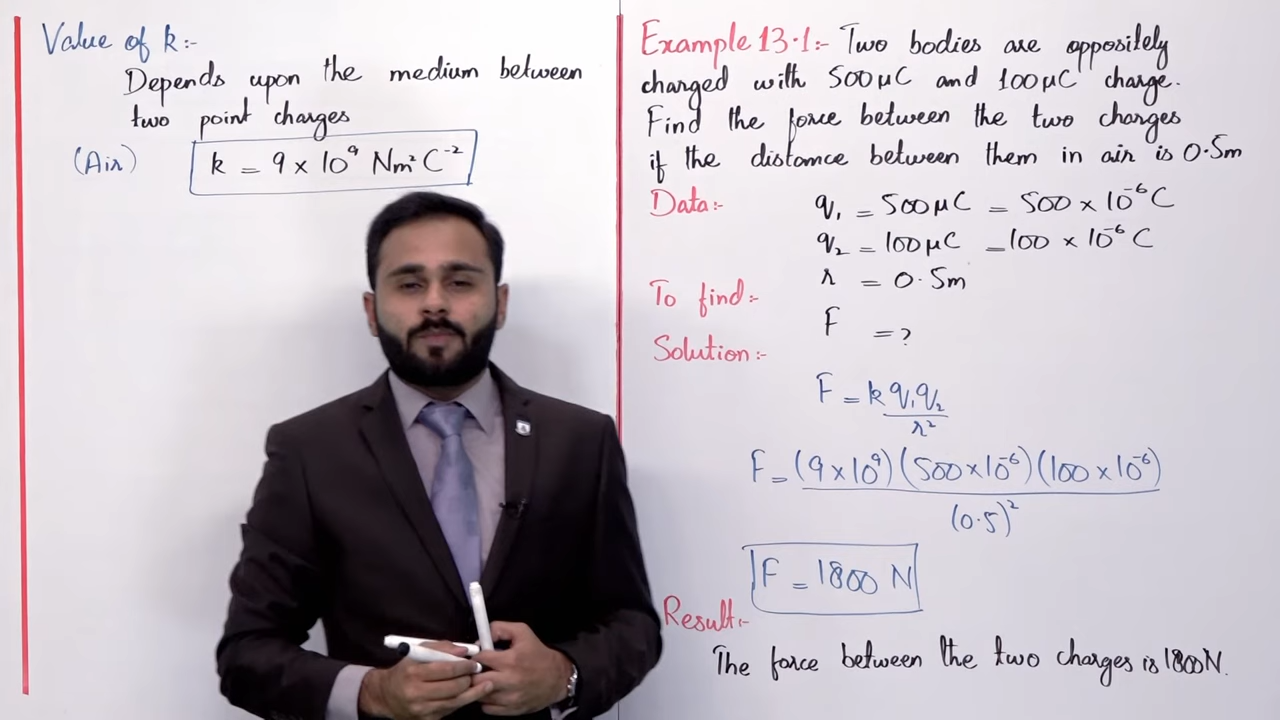 Value of k:-
Depends upon the medium between
two point charges
(Air) k = 9 × 10⁹ Nm² C⁻²
Example 13.1:- Two bodies are oppositely
charged with 500μC and 100μC charge.
Find the force between the two charges
if the distance between them in air is 0.5m
Data:- q₁ = 500μC = 500 × 10⁻⁶ C
q₂ = 100μC = 100 × 10⁻⁶ C
r = 0.5m
To find:- F = ?
Solution:-
F = k q₁q₂ / r²
F = (9×10⁹) (500×10⁻⁶) (100×10⁻⁶) / (0.5)²
F = 1800 N
Result:-
The force between the two charges is 1800N.